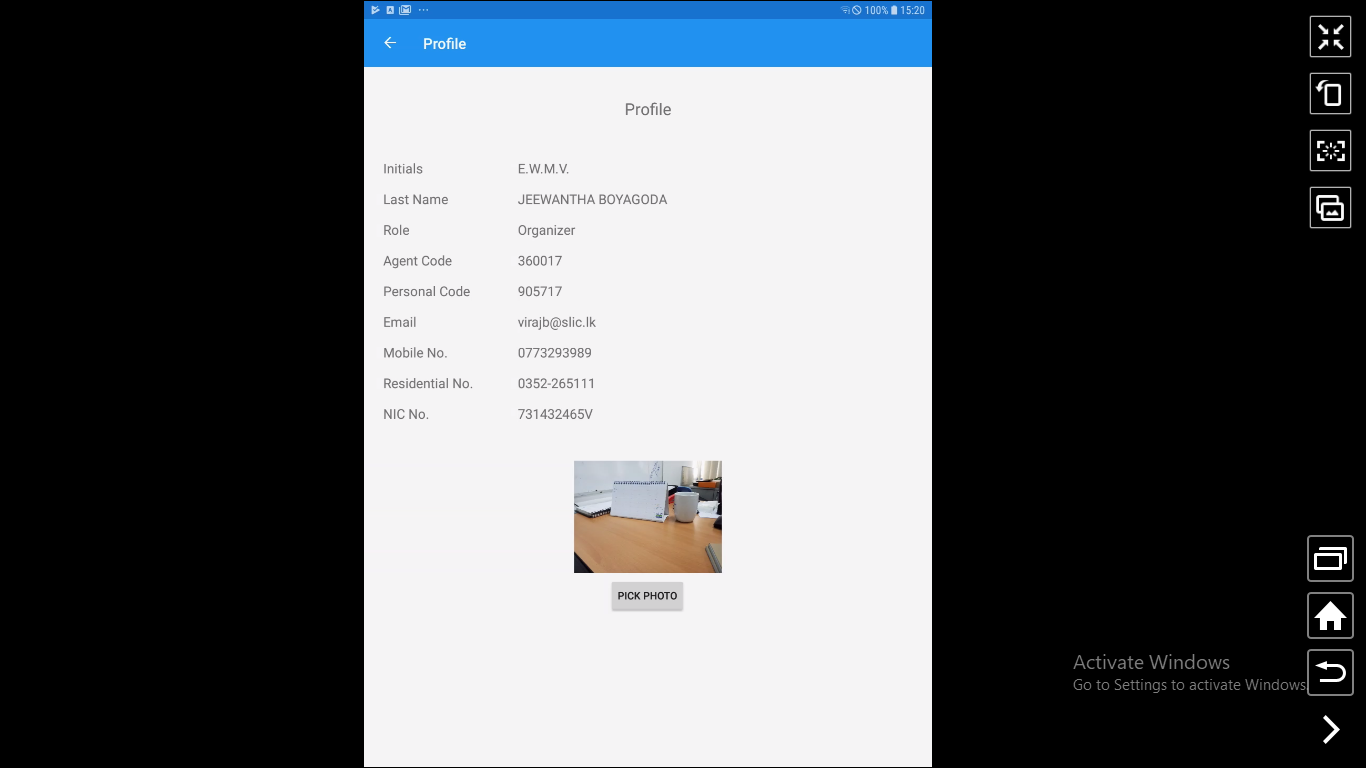 100% 15:20
Profile
Profile
Initials E.W.M.V.
Last Name JEEWANTHA BOYAGODA
Role Organizer
Agent Code 360017
Personal Code 905717
Email virajb@slic.lk
Mobile No. 0773293989
Residential No. 0352-265111
NIC No. 731432465V
PICK PHOTO
Activate Windows
Go to Settings to activate Windows